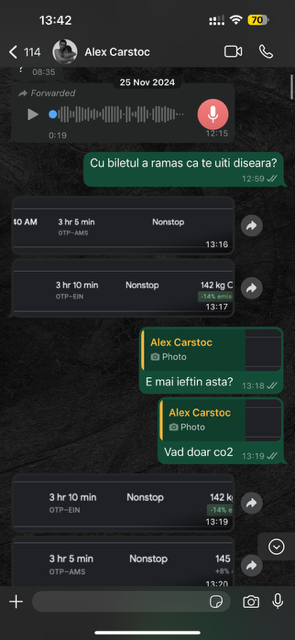 13:42
70
114
Alex Carstoc
08:35
25 Nov 2024
Forwarded
0:19
12:15
Cu biletul a ramas ca te uiti diseara?
12:59
40 AM 3 hr 5 min Nonstop
OTP–AMS
13:16
3 hr 10 min Nonstop 142 kg C
OTP–EIN -14% emis
13:17
Alex Carstoc
Photo
E mai ieftin asta?
13:18
Alex Carstoc
Photo
Vad doar co2
13:19
3 hr 10 min Nonstop 142 k
OTP–EIN -14% e
13:19
3 hr 5 min Nonstop 145
OTP–AMS +8%
13:20